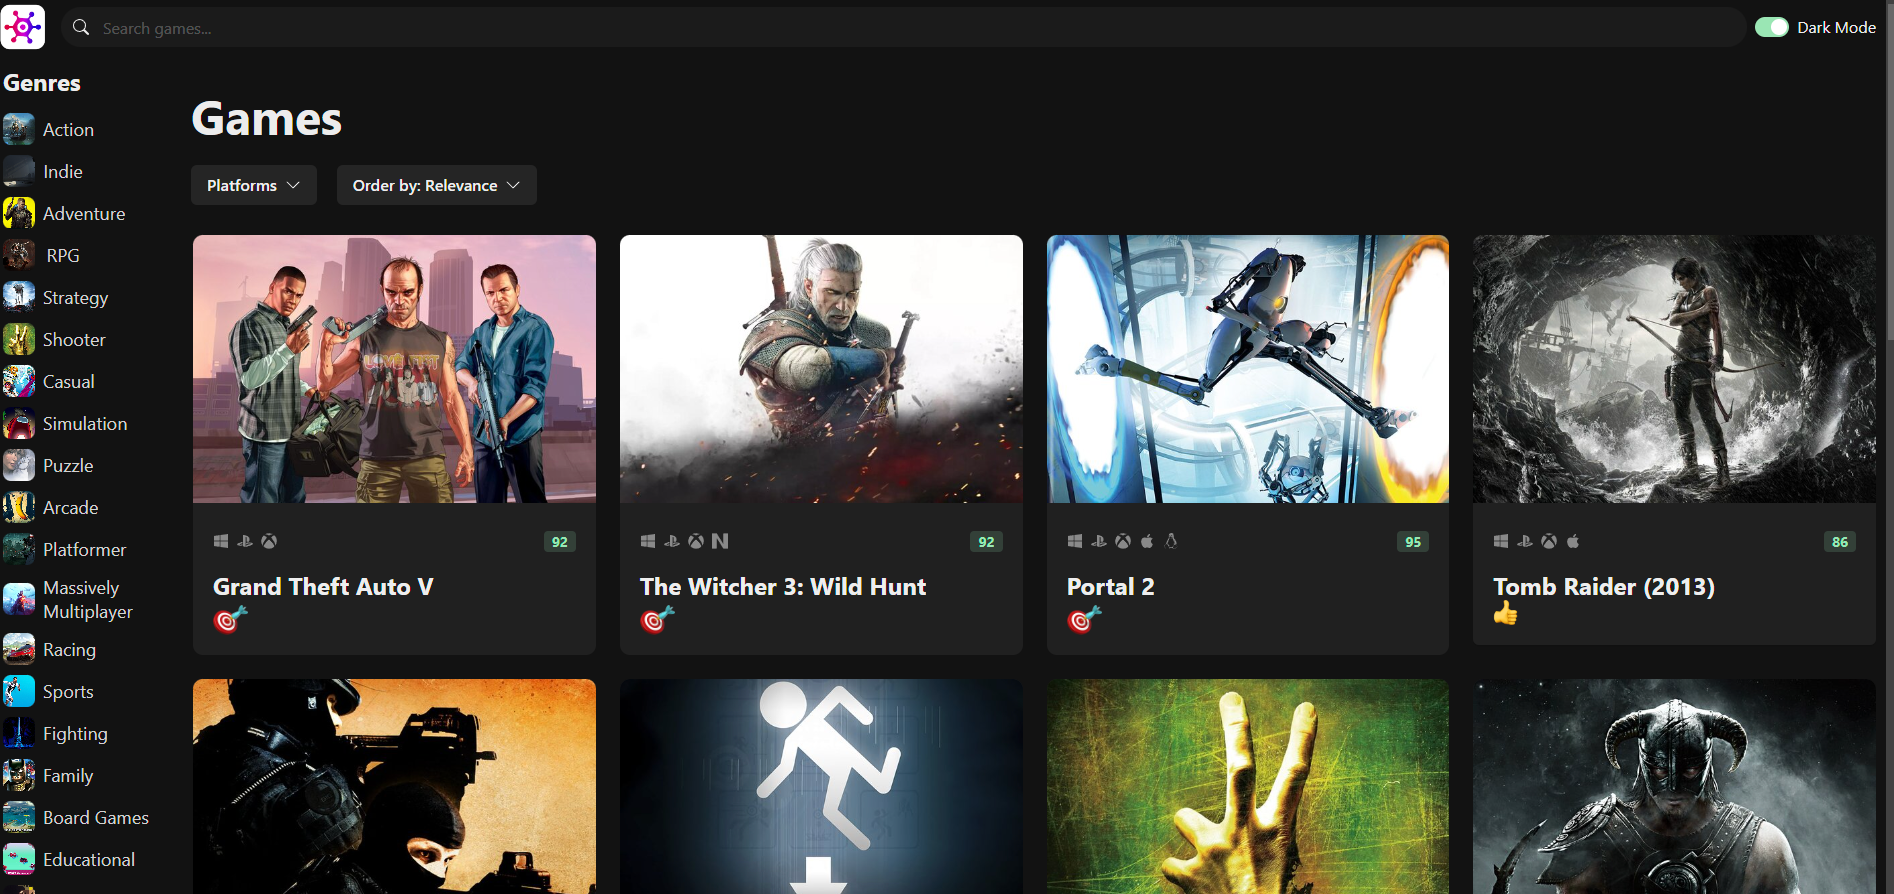 Search games...
Dark Mode
Genres
Action
Indie
Adventure
RPG
Strategy
Shooter
Casual
Simulation
Puzzle
Arcade
Platformer
Massively
Multiplayer
Racing
Sports
Fighting
Family
Board Games
Educational
Games
Platforms
Order by: Relevance
92
Grand Theft Auto V
92
The Witcher 3: Wild Hunt
95
Portal 2
86
Tomb Raider (2013)